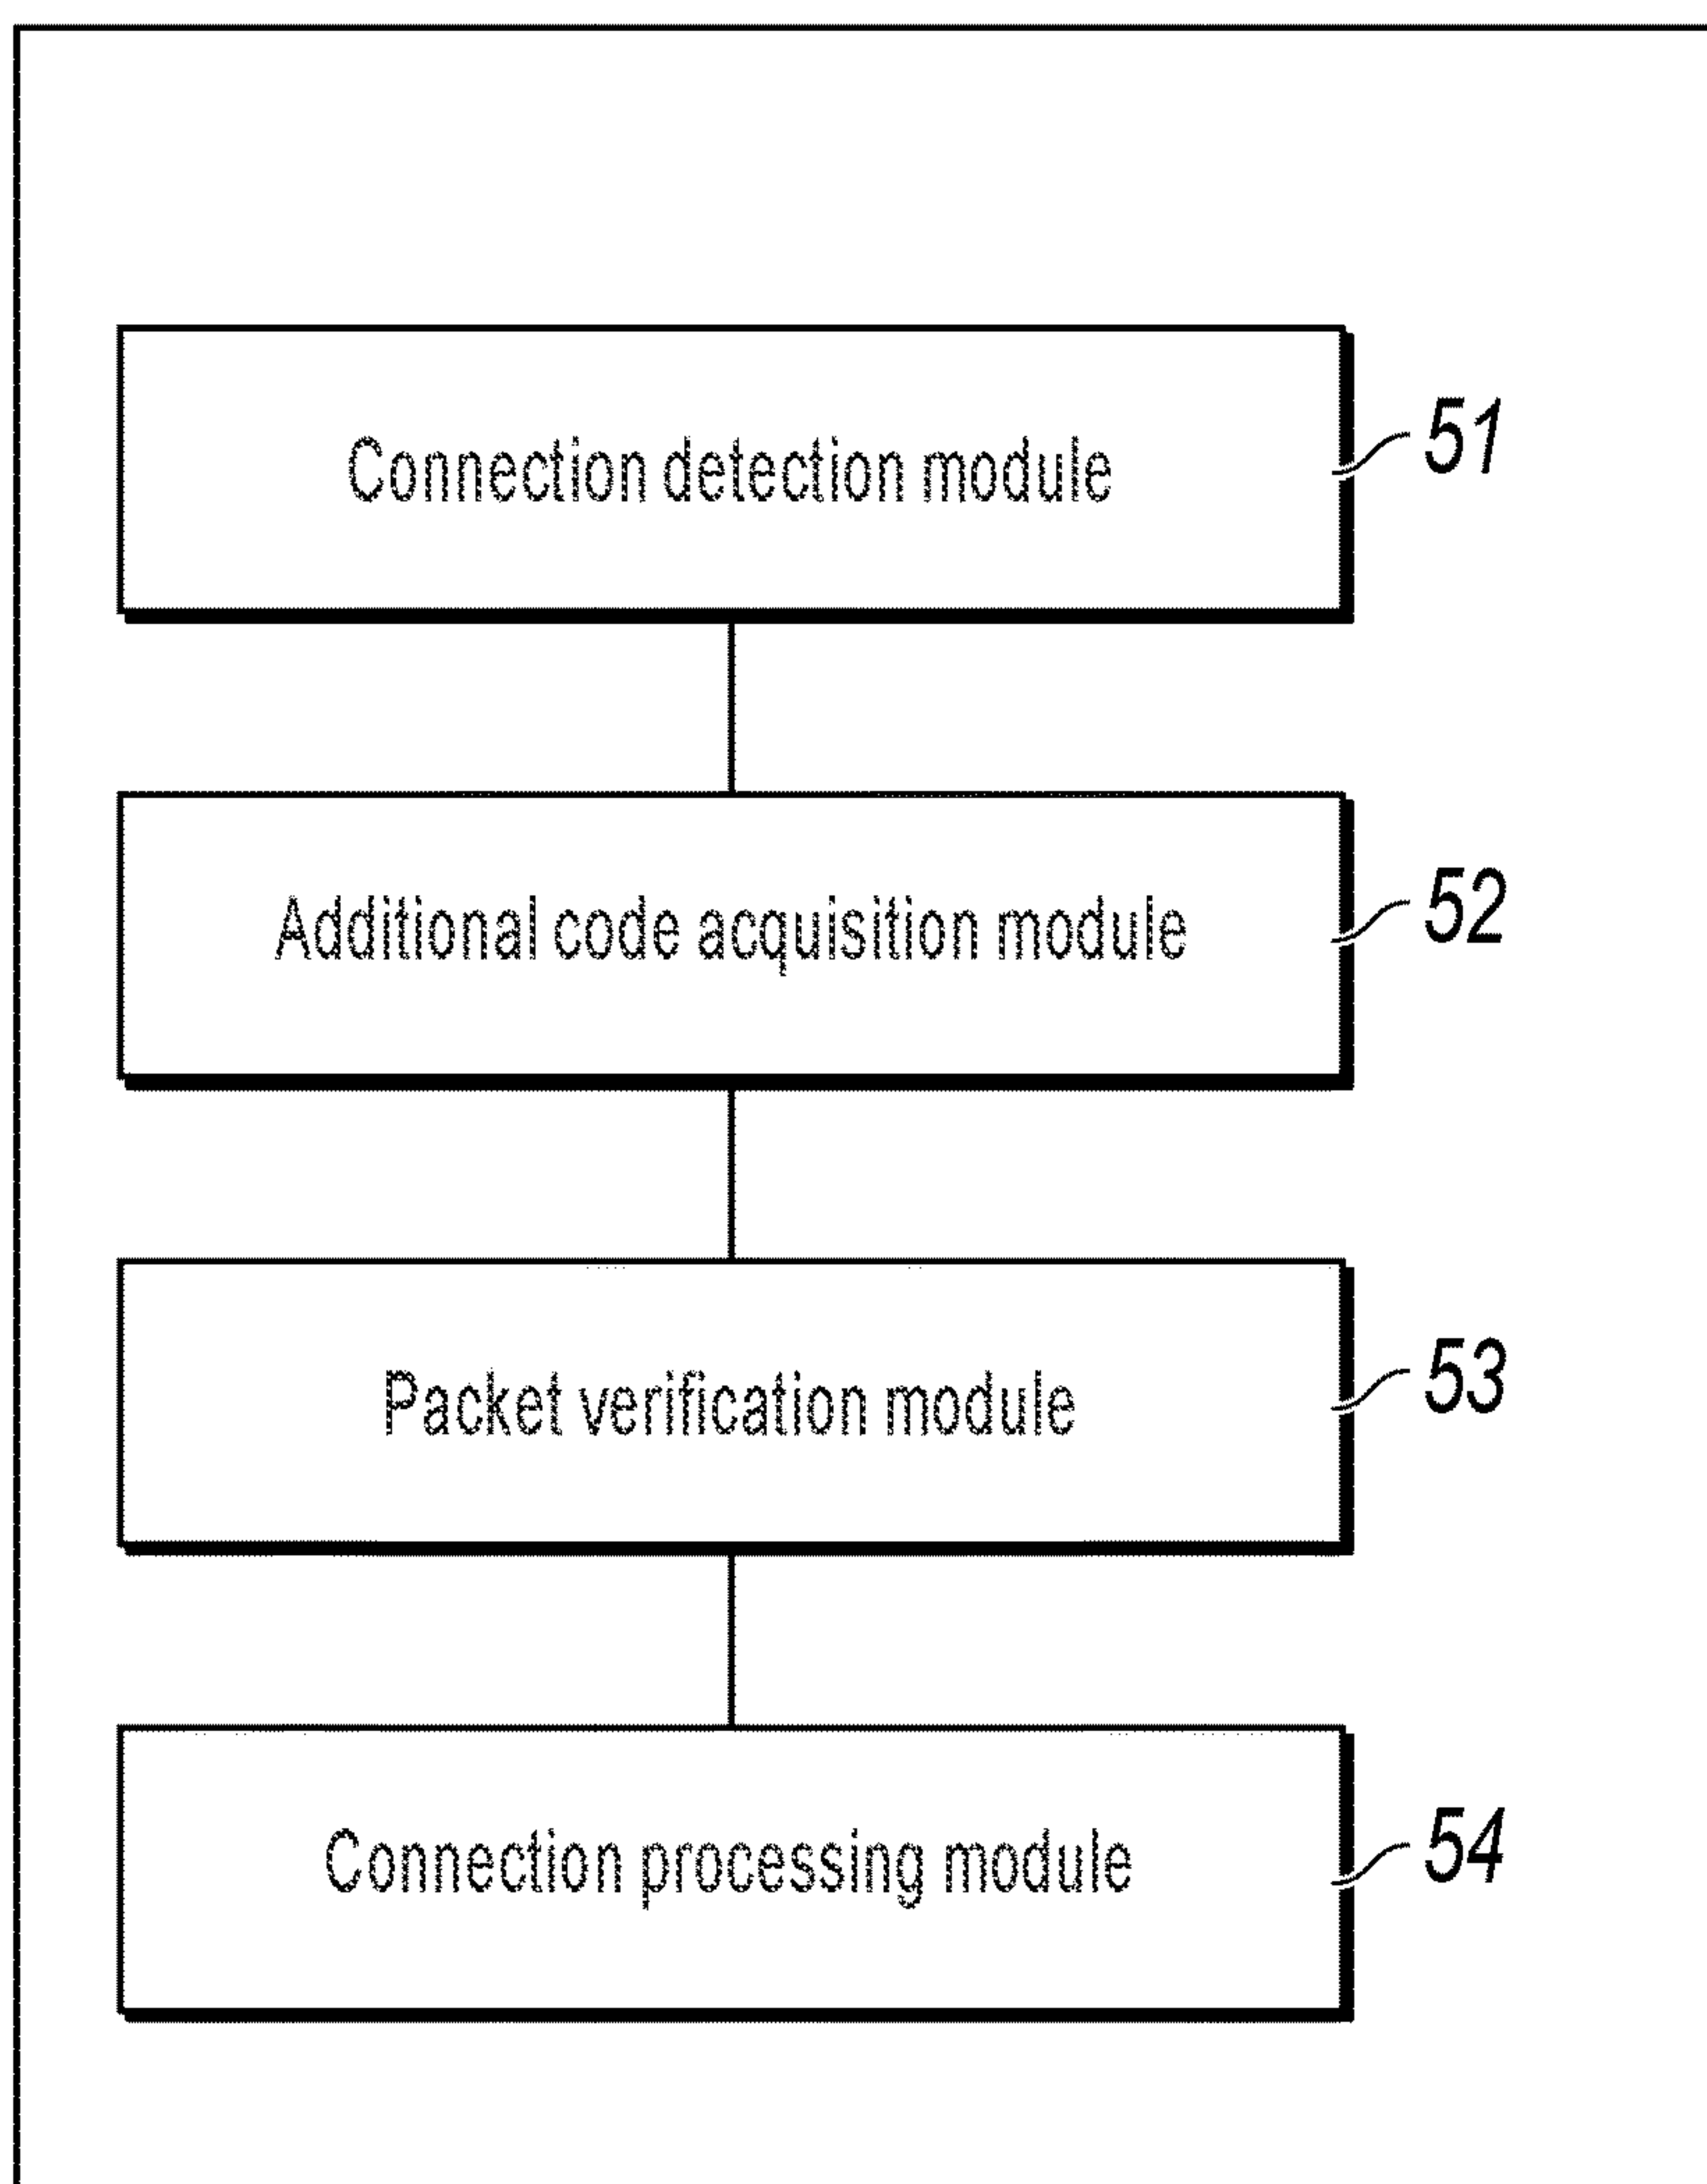 Connection detection module
51
Additional code acquisition module
52
Packet verification module
53
Connection processing module
54